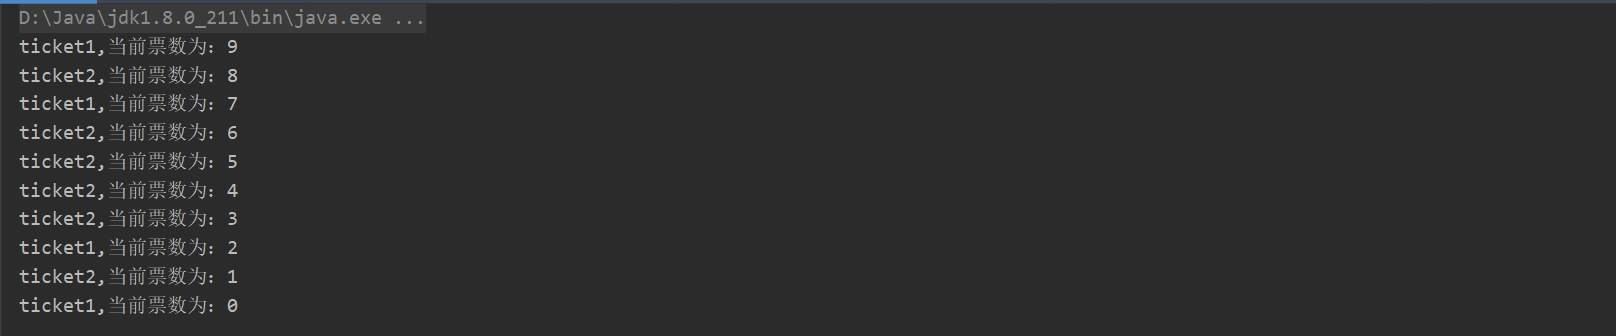 D:\Java\jdk1.8.0_211\bin\java.exe ...
ticket1,当前票数为：9
ticket2,当前票数为：8
ticket1,当前票数为：7
ticket2,当前票数为：6
ticket2,当前票数为：5
ticket2,当前票数为：4
ticket2,当前票数为：3
ticket1,当前票数为：2
ticket2,当前票数为：1
ticket1,当前票数为：0